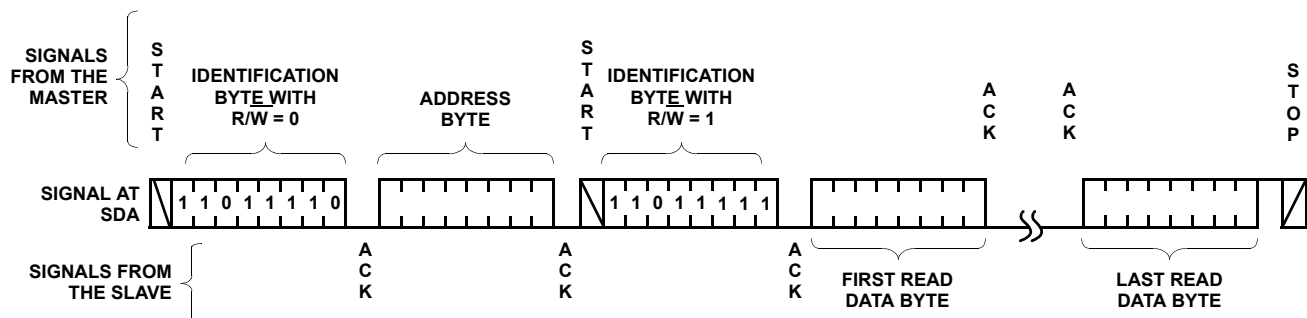 SIGNALS
FROM THE
MASTER
START
IDENTIFICATION
BYTE WITH
R/W = 0
ADDRESS
BYTE
START
IDENTIFICATION
BYTE WITH
R/W = 1
ACK
ACK
STOP
SIGNAL AT
SDA
1 1 0 1 1 1 1 0
1 1 0 1 1 1 1 1
SIGNALS FROM
THE SLAVE
ACK
ACK
ACK
FIRST READ
DATA BYTE
LAST READ
DATA BYTE